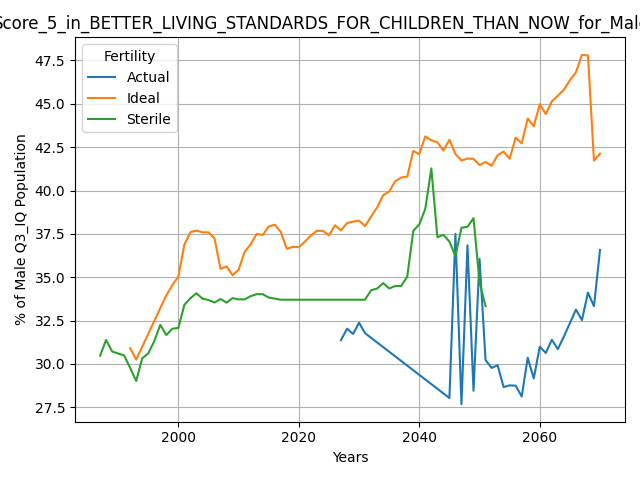 Score_5_in_BETTER_LIVING_STANDARDS_FOR_CHILDREN_THAN_NOW_for_Male
Fertility
Actual
Ideal
Sterile
% of Male Q3_IQ Population
47.5
45.0
42.5
40.0
37.5
35.0
32.5
30.0
27.5
2000
2020
2040
2060
Years